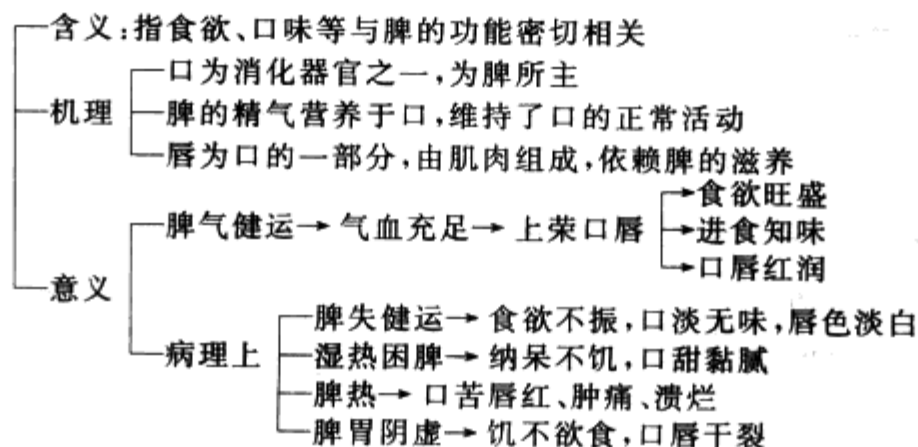 含义:指食欲、口味等与脾的功能密切相关
口为消化器官之一,为脾所主
机理
脾的精气营养于口,维持了口的正常活动
唇为口的一部分,由肌肉组成,依赖脾的滋养
脾气健运→气血充足→上荣口唇
→食欲旺盛
→进食知味
→口唇红润
意义
病理上
脾失健运→食欲不振,口淡无味,唇色淡白
湿热困脾→纳呆不饥,口甜黏腻
脾热→口苦唇红、肿痛、溃烂
脾胃阴虚→饥不欲食,口唇干裂